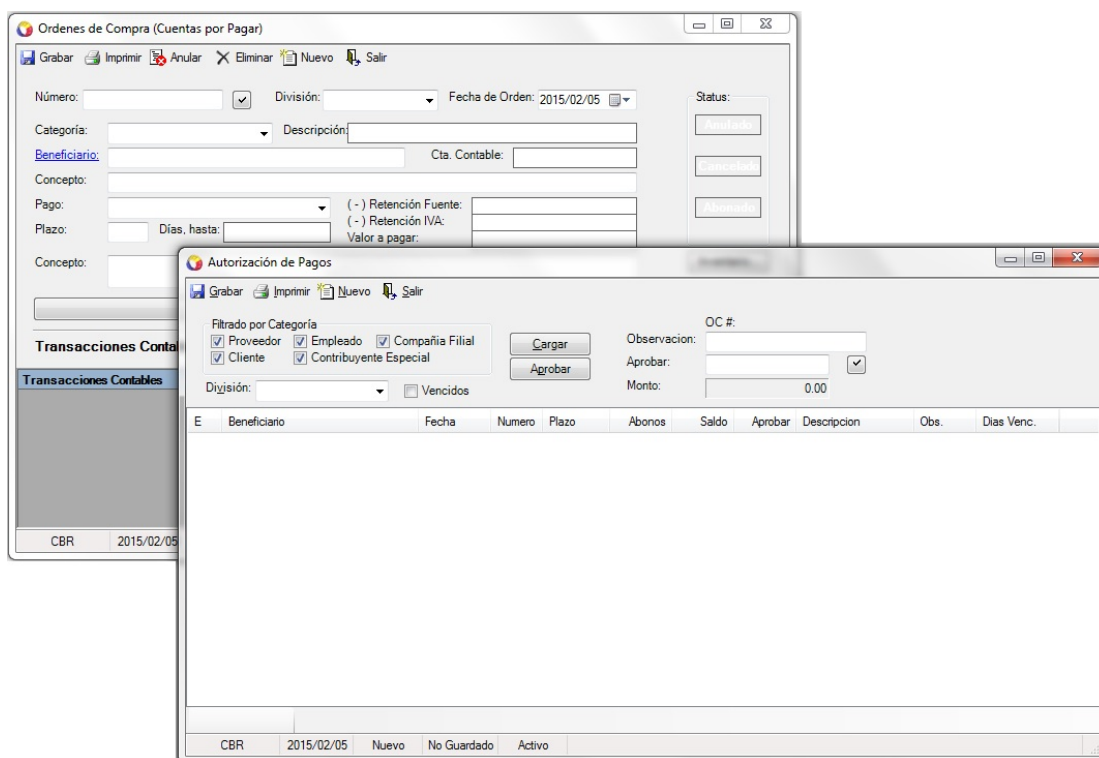 Ordenes de Compra (Cuentas por Pagar)
Grabar Imprimir Anular Eliminar Nuevo Salir
Número: División: Fecha de Orden: 2015/02/05 Status:
Anulado
Categoría: Descripción:
Beneficiario: Cta. Contable:
Cancelado
Concepto:
Pago: ( - ) Retención Fuente:
Abonado
( - ) Retención IVA:
Plazo: Días, hasta: Valor a pagar:
Concepto:
Transacciones
Transacciones Contables
CBR 2015/02/05
Autorización de Pagos
Grabar Imprimir Nuevo Salir
Filtrado por Categoría OC #:
Proveedor Empleado Compañia Filial Cargar Observacion:
Cliente Contribuyente Especial Aprobar Aprobar:
División: Vencidos Monto: 0.00
E Beneficiario Fecha Numero Plazo Abonos Saldo Aprobar Descripcion Obs. Dias Venc.
CBR 2015/02/05 Nuevo No Guardado Activo